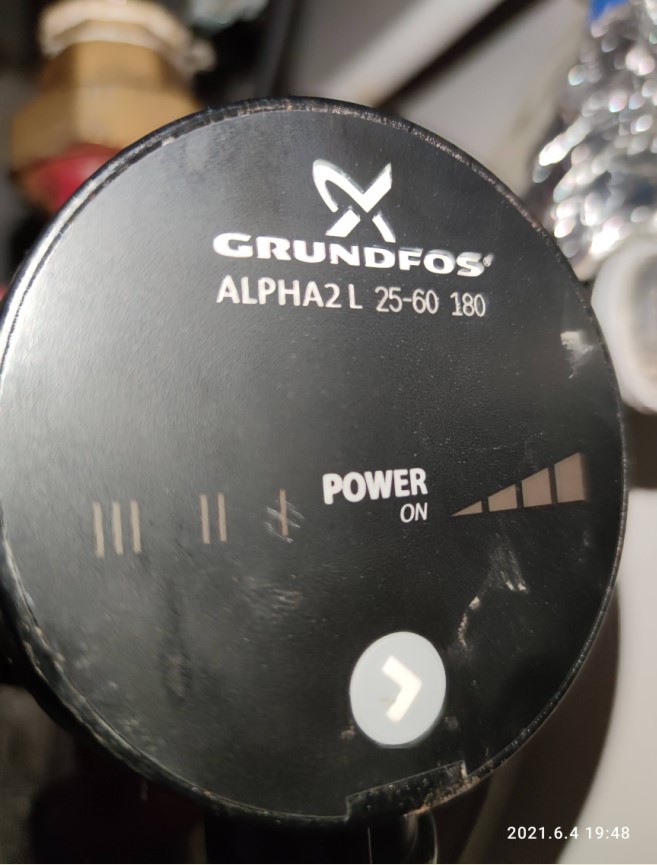 GRUNDFOS
ALPHA2 L 25-60 180
III II I POWER
ON
2021.6.4 19:48